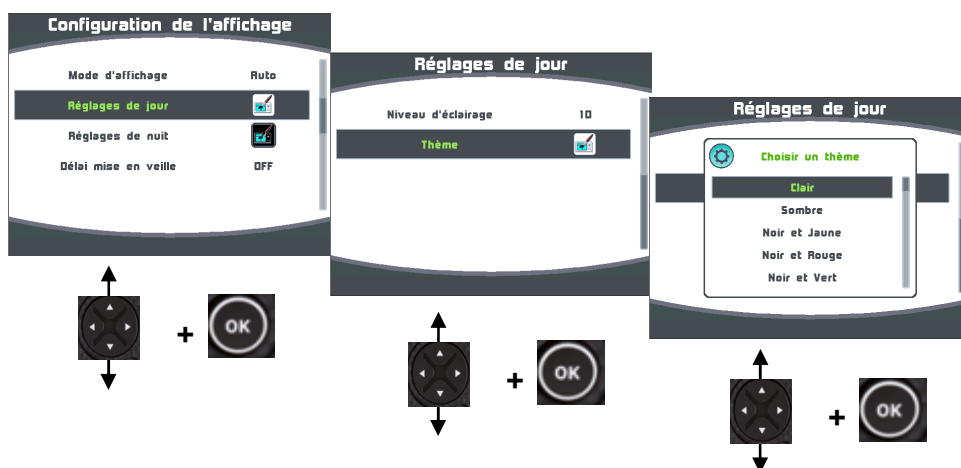 Configuration de l'affichage
Mode d'affichage Auto
Réglages de jour
Réglages de nuit
Délai mise en veille OFF
+ OK
Réglages de jour
Niveau d'éclairage 10
Thème
+ OK
Réglages de jour
Choisir un thème
Clair
Sombre
Noir et Jaune
Noir et Rouge
Noir et Vert
+ OK